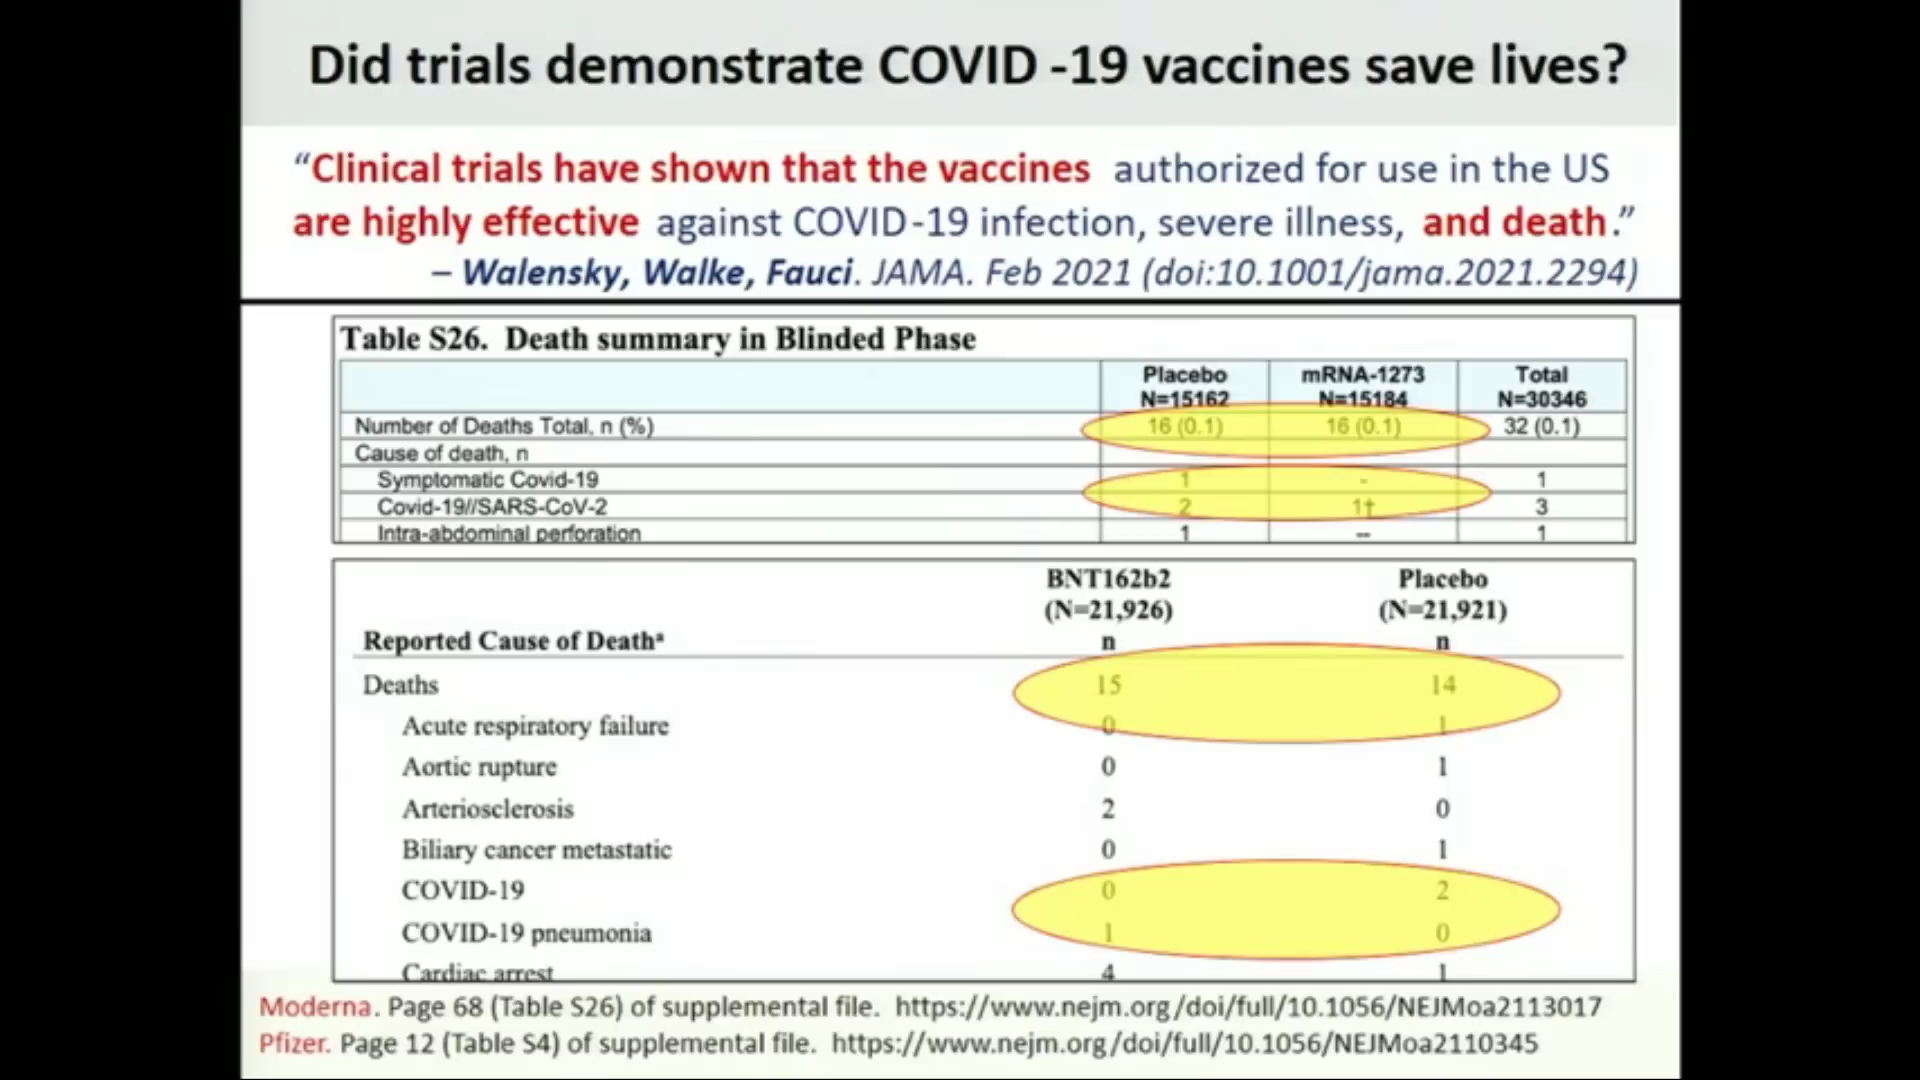 Did trials demonstrate COVID -19 vaccines save lives?
“Clinical trials have shown that the vaccines authorized for use in the US
are highly effective against COVID-19 infection, severe illness, and death.”
– Walensky, Walke, Fauci. JAMA. Feb 2021 (doi:10.1001/jama.2021.2294)
Table S26. Death summary in Blinded Phase
Placebo mRNA-1273 Total
N=15162 N=15184 N=30346
Number of Deaths Total, n (%) 16 (0.1) 16 (0.1) 32 (0.1)
Cause of death, n
Symptomatic Covid-19 1 - 1
Covid-19//SARS-CoV-2 2 1† 3
Intra-abdominal perforation 1 -- 1
BNT162b2 Placebo
(N=21,926) (N=21,921)
Reported Cause of Deathª n n
Deaths 15 14
Acute respiratory failure 0 1
Aortic rupture 0 1
Arteriosclerosis 2 0
Biliary cancer metastatic 0 1
COVID-19 0 2
COVID-19 pneumonia 1 0
Cardiac arrest 4 1
Moderna. Page 68 (Table S26) of supplemental file. https://www.nejm.org/doi/full/10.1056/NEJMoa2113017
Pfizer. Page 12 (Table S4) of supplemental file. https://www.nejm.org/doi/full/10.1056/NEJMoa2110345